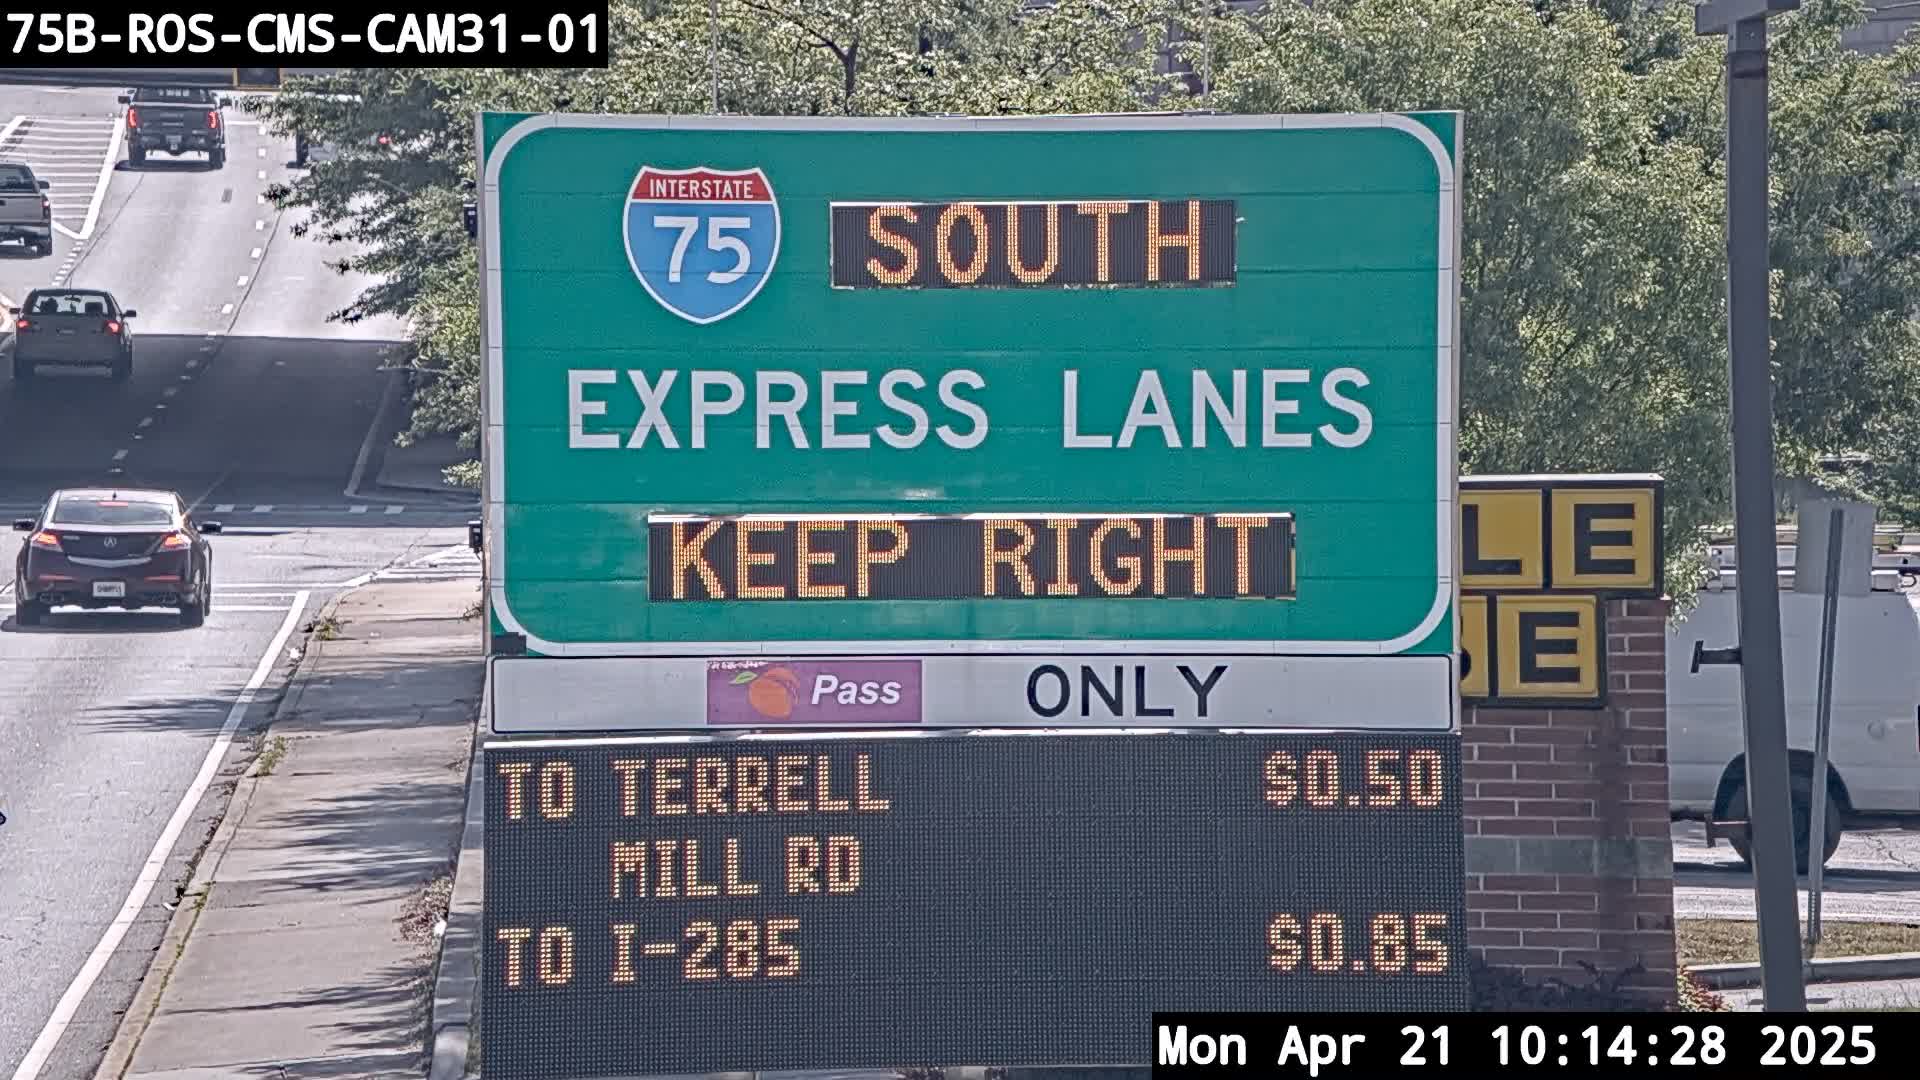 75B-ROS-CMS-CAM31-01
INTERSTATE
75
SOUTH
EXPRESS LANES
KEEP RIGHT
Pass ONLY
TO TERRELL $0.50
MILL RD
TO I-285 $0.85
LE
E
Mon Apr 21 10:14:28 2025